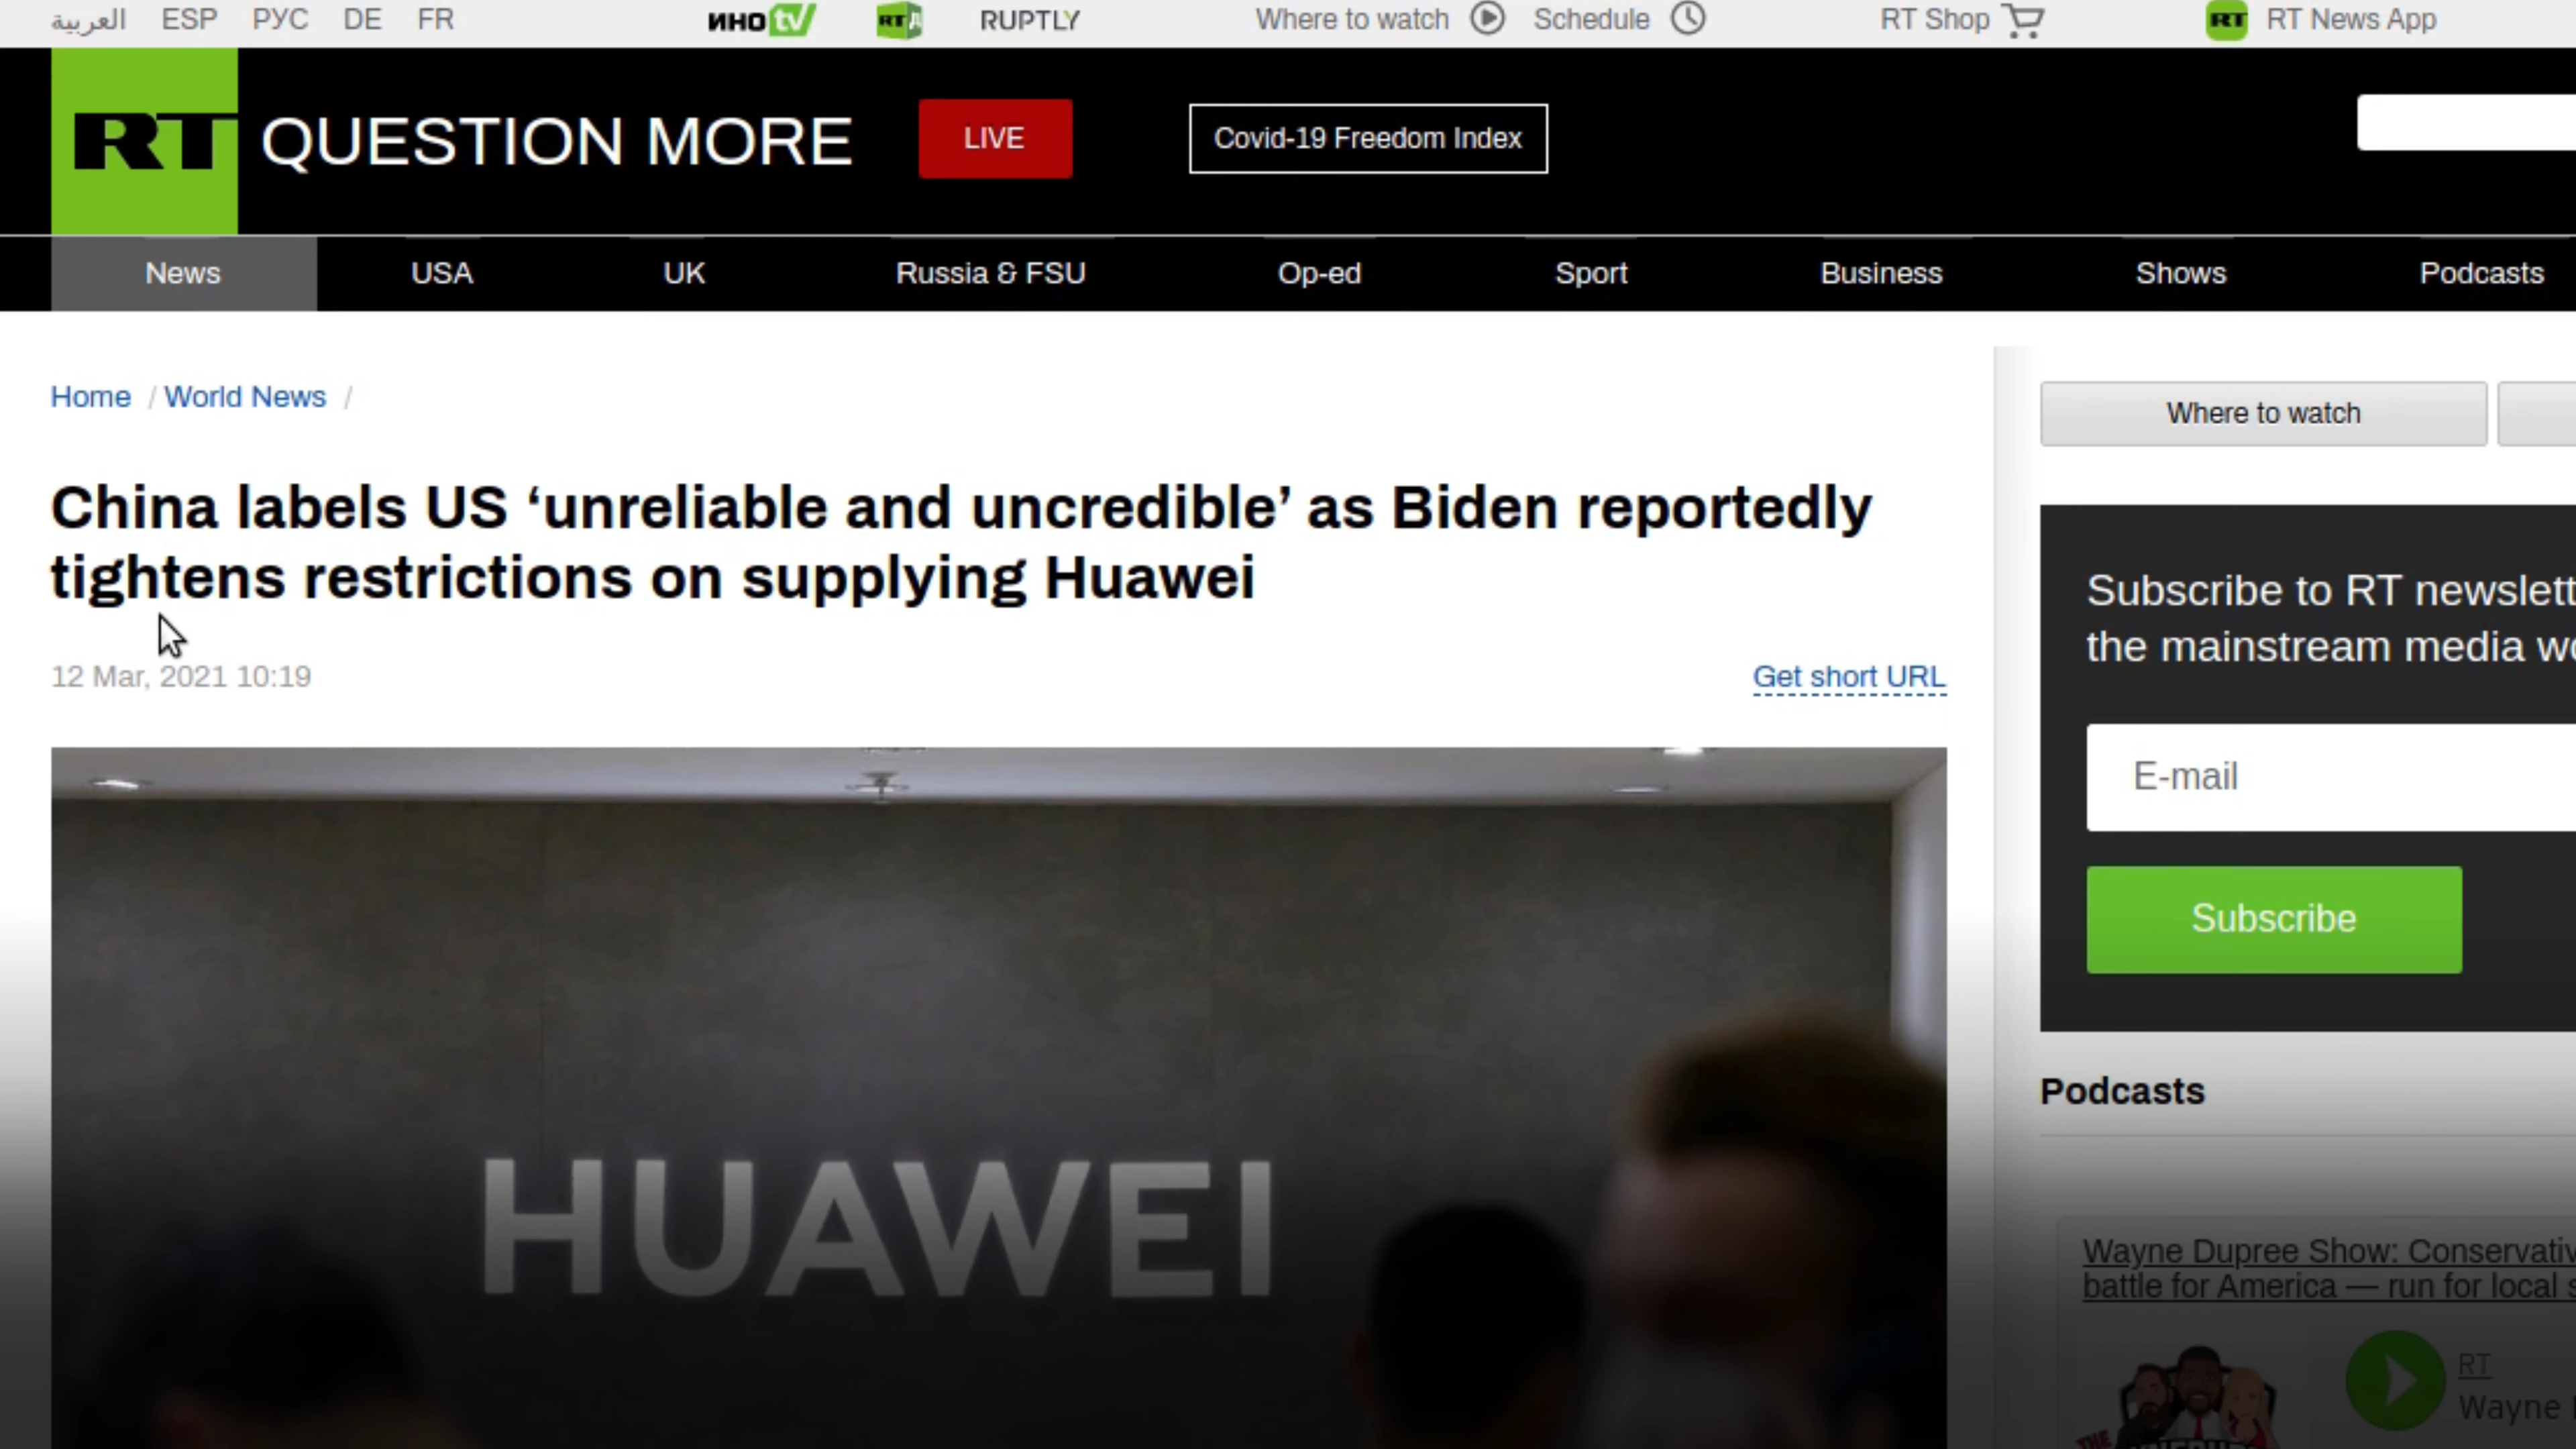 العربية ESP РУС DE FR ИНО tv RTД RUPTLY Where to watch Schedule RT Shop RT RT News App
RT QUESTION MORE LIVE Covid-19 Freedom Index
News USA UK Russia & FSU Op-ed Sport Business Shows Podcasts
Home / World News /
China labels US ‘unreliable and uncredible’ as Biden reportedly
tightens restrictions on supplying Huawei
12 Mar, 2021 10:19
Get short URL
HUAWEI
Where to watch
Subscribe to RT newslett
the mainstream media wo
E-mail
Subscribe
Podcasts
Wayne Dupree Show: Conservativ
battle for America — run for local s
RT
Wayne
THE